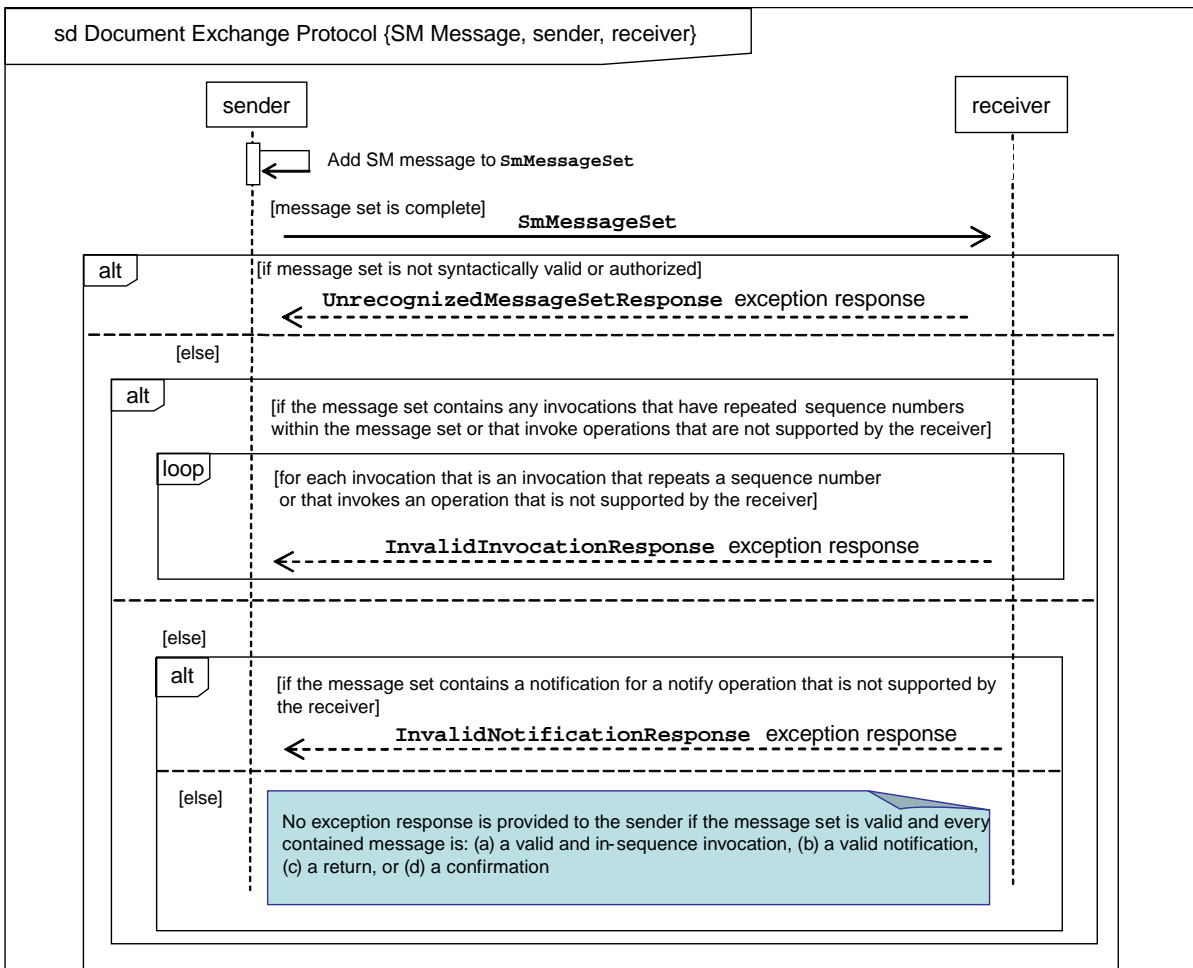 sd Document Exchange Protocol {SM Message, sender, receiver}
sender
receiver
Add SM message to SmMessageSet
[message set is complete]
SmMessageSet
alt
[if message set is not syntactically valid or authorized]
UnrecognizedMessageSetResponse exception response
[else]
alt
[if the message set contains any invocations that have repeated sequence numbers
within the message set or that invoke operations that are not supported by the receiver]
loop
[for each invocation that is an invocation that repeats a sequence number
or that invokes an operation that is not supported by the receiver]
InvalidInvocationResponse exception response
[else]
alt
[if the message set contains a notification for a notify operation that is not supported by
the receiver]
InvalidNotificationResponse exception response
[else]
No exception response is provided to the sender if the message set is valid and every
contained message is: (a) a valid and in-sequence invocation, (b) a valid notification,
(c) a return, or (d) a confirmation